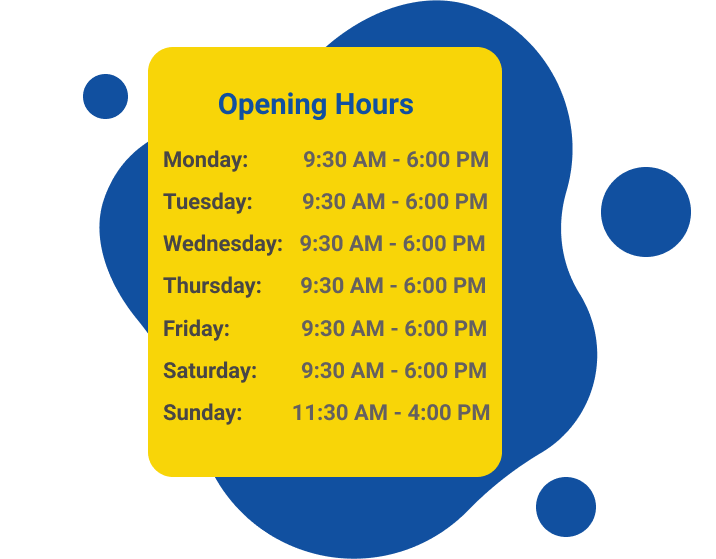 Opening Hours
Monday: 9:30 AM - 6:00 PM
Tuesday: 9:30 AM - 6:00 PM
Wednesday: 9:30 AM - 6:00 PM
Thursday: 9:30 AM - 6:00 PM
Friday: 9:30 AM - 6:00 PM
Saturday: 9:30 AM - 6:00 PM
Sunday: 11:30 AM - 4:00 PM